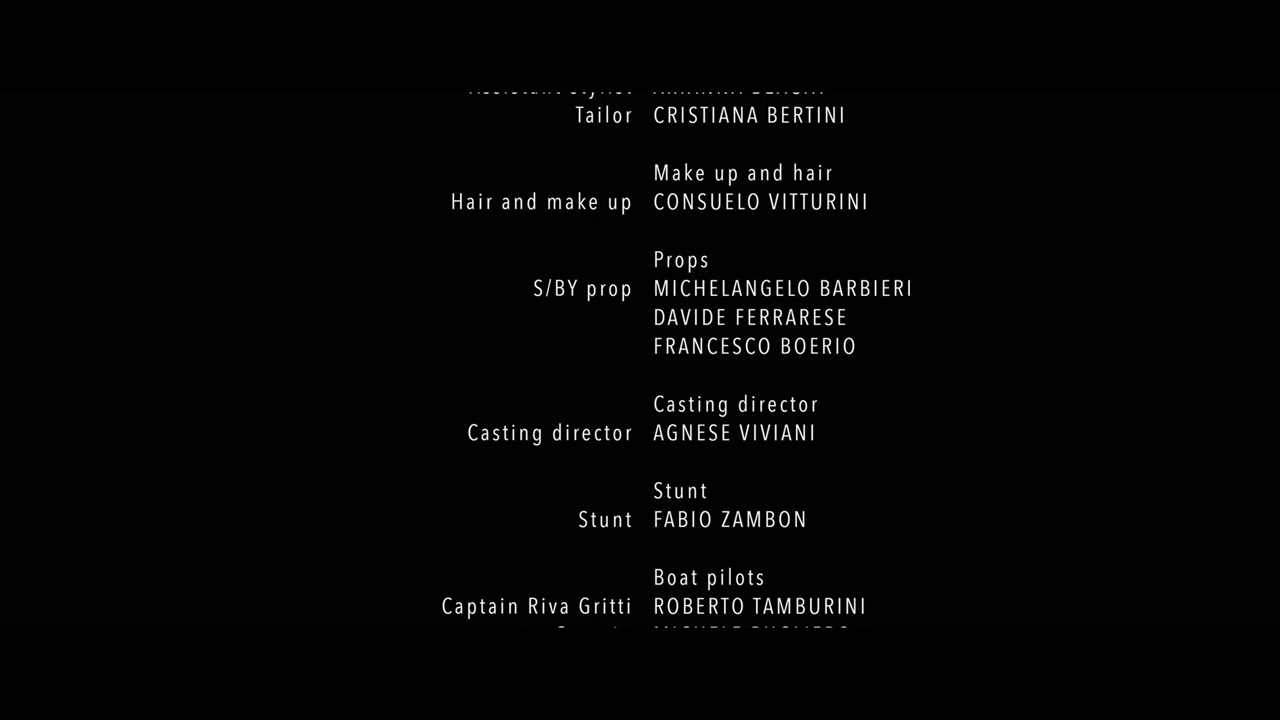 Assistant stylist
Tailor CRISTIANA BERTINI
Make up and hair
Hair and make up CONSUELO VITTURINI
Props
S/BY prop MICHELANGELO BARBIERI
DAVIDE FERRARESE
FRANCESCO BOERIO
Casting director
Casting director AGNESE VIVIANI
Stunt
Stunt FABIO ZAMBON
Boat pilots
Captain Riva Gritti ROBERTO TAMBURINI